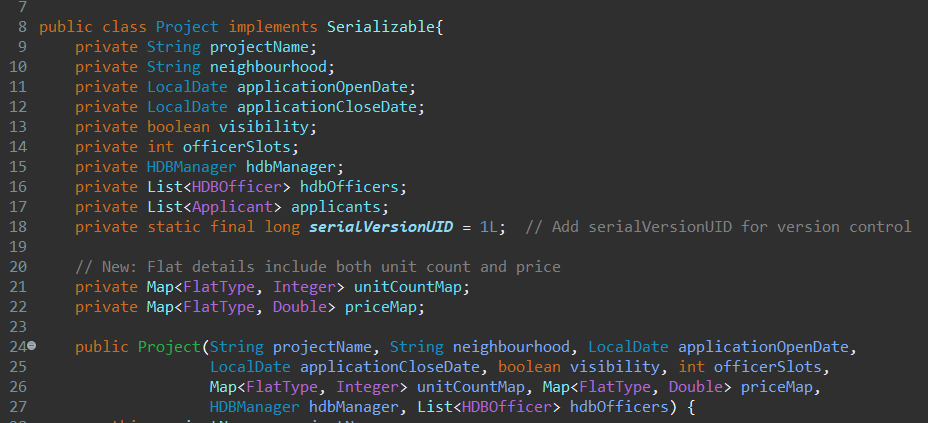 7
8 public class Project implements Serializable{
9     private String projectName;
10     private String neighbourhood;
11     private LocalDate applicationOpenDate;
12     private LocalDate applicationCloseDate;
13     private boolean visibility;
14     private int officerSlots;
15     private HDBManager hdbManager;
16     private List<HDBOfficer> hdbOfficers;
17     private List<Applicant> applicants;
18     private static final long serialVersionUID = 1L;  // Add serialVersionUID for version control
19
20     // New: Flat details include both unit count and price
21     private Map<FlatType, Integer> unitCountMap;
22     private Map<FlatType, Double> priceMap;
23
24     public Project(String projectName, String neighbourhood, LocalDate applicationOpenDate,
25                    LocalDate applicationCloseDate, boolean visibility, int officerSlots,
26                    Map<FlatType, Integer> unitCountMap, Map<FlatType, Double> priceMap,
27                    HDBManager hdbManager, List<HDBOfficer> hdbOfficers) {